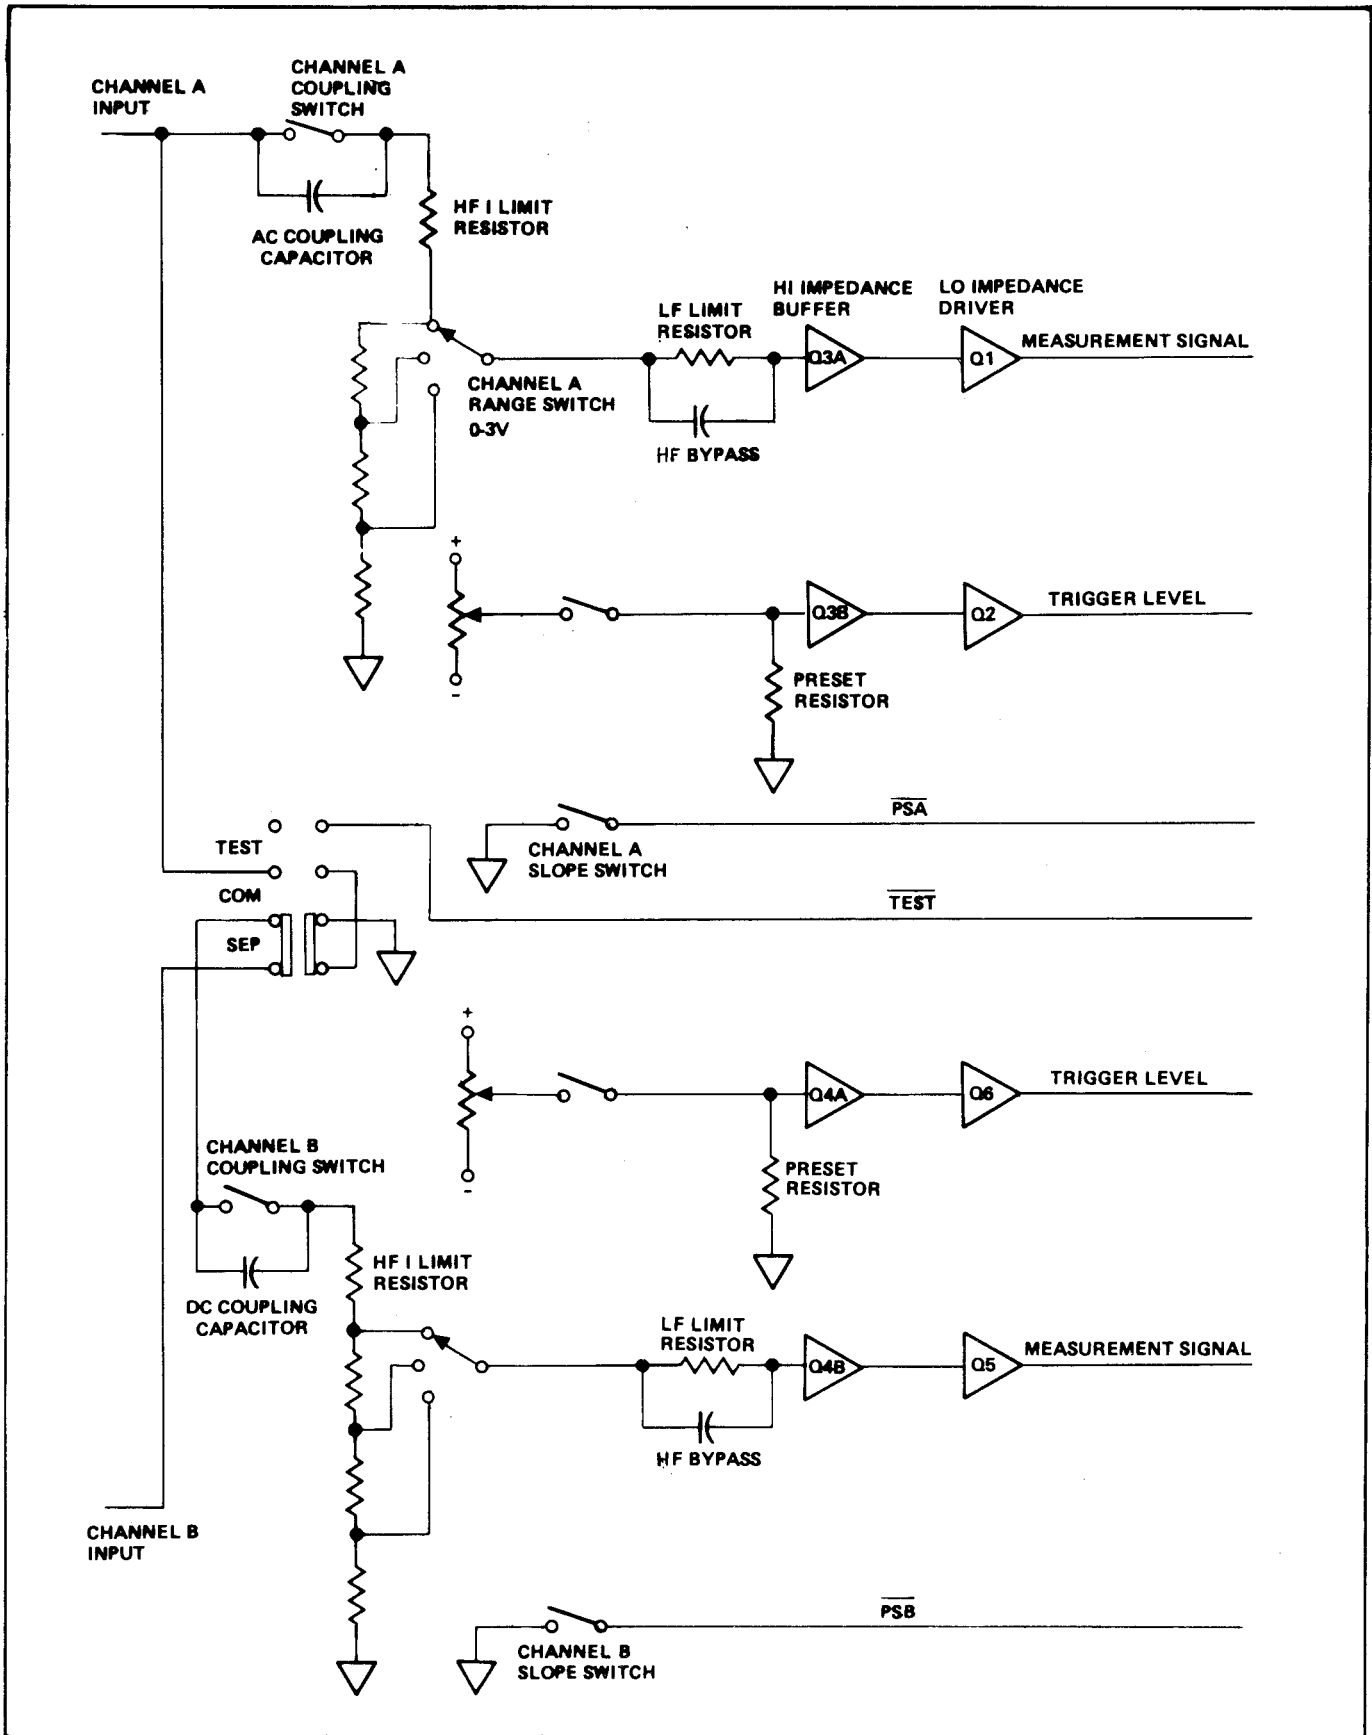 CHANNEL A
INPUT
CHANNEL A
COUPLING
SWITCH
AC COUPLING
CAPACITOR
HF I LIMIT
RESISTOR
CHANNEL A
RANGE SWITCH
0-3V
LF LIMIT
RESISTOR
HF BYPASS
HI IMPEDANCE
BUFFER
Q3A
LO IMPEDANCE
DRIVER
Q1
MEASUREMENT SIGNAL
+
-
Q3B
Q2
TRIGGER LEVEL
PRESET
RESISTOR
PSA
CHANNEL A
SLOPE SWITCH
TEST
COM
SEP
TEST
+
-
Q4A
Q6
TRIGGER LEVEL
PRESET
RESISTOR
CHANNEL B
COUPLING SWITCH
DC COUPLING
CAPACITOR
HF I LIMIT
RESISTOR
LF LIMIT
RESISTOR
HF BYPASS
Q4B
Q5
MEASUREMENT SIGNAL
CHANNEL B
INPUT
PSB
CHANNEL B
SLOPE SWITCH